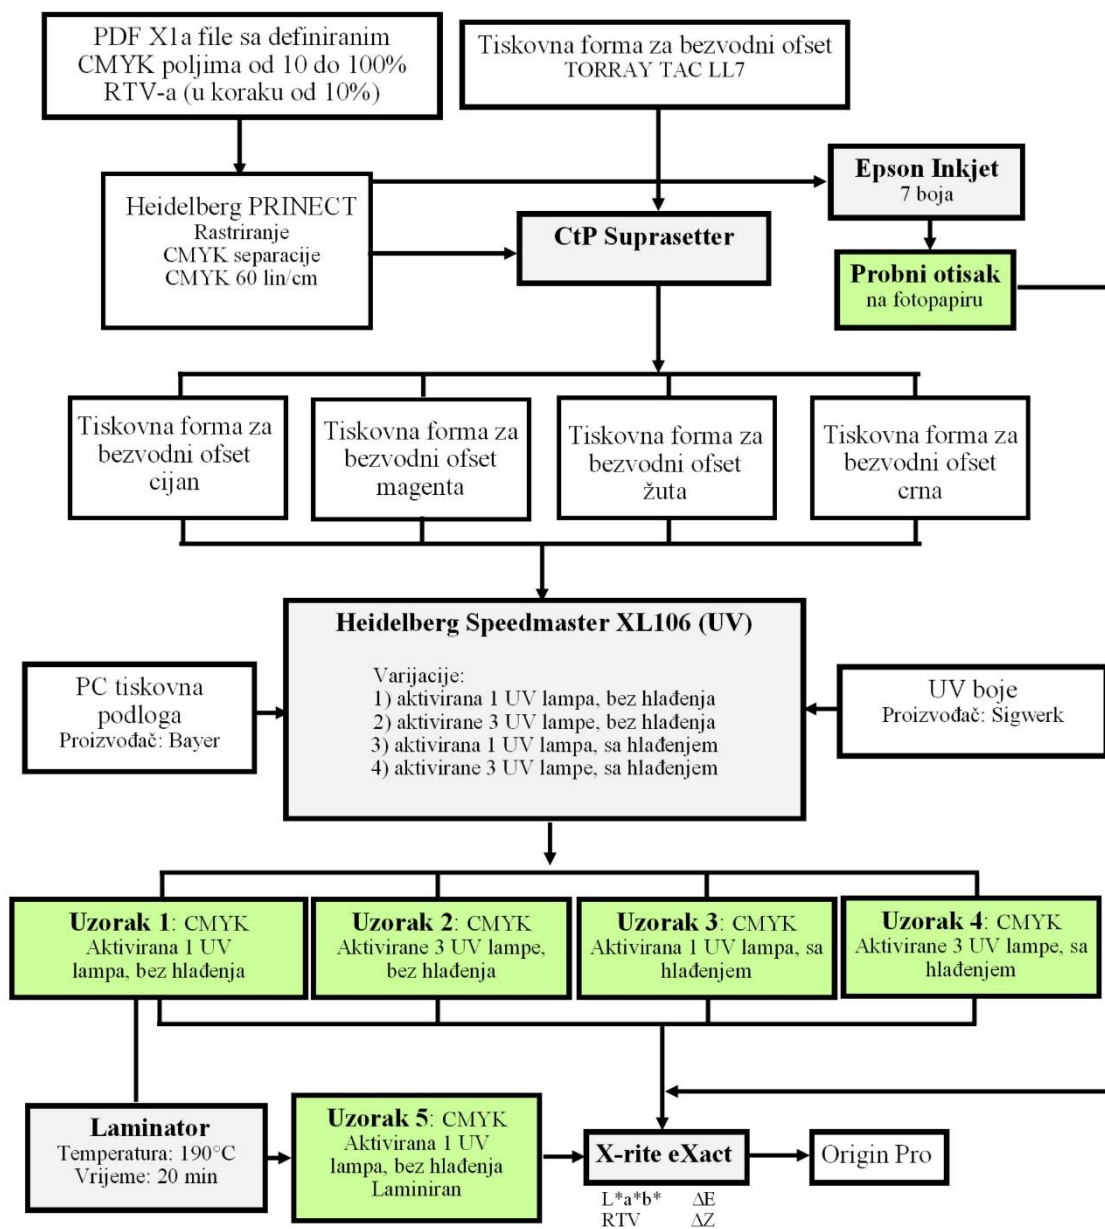 PDF X1a file sa definiranim
CMYK poljima od 10 do 100%
RTV-a (u koraku od 10%)
Tiskovna forma za bezvodni ofset
TORRAY TAC LL7
Heidelberg PRINECT
Rastriranje
CMYK separacije
CMYK 60 lin/cm
CtP Suprasetter
Epson Inkjet
7 boja
Probni otisak
na fotopapiru
Tiskovna forma za
bezvodni ofset
cijan
Tiskovna forma za
bezvodni ofset
magenta
Tiskovna forma za
bezvodni ofset
žuta
Tiskovna forma za
bezvodni ofset
crna
Heidelberg Speedmaster XL106 (UV)
Varijacije:
1) aktivirana 1 UV lampa, bez hlađenja
2) aktivirane 3 UV lampe, bez hlađenja
3) aktivirana 1 UV lampa, sa hlađenjem
4) aktivirane 3 UV lampe, sa hlađenjem
PC tiskovna
podloga
Proizvođač: Bayer
UV boje
Proizvođač: Sigwerk
Uzorak 1: CMYK
Aktivirana 1 UV
lampa, bez hlađenja
Uzorak 2: CMYK
Aktivirane 3 UV lampe,
bez hlađenja
Uzorak 3: CMYK
Aktivirana 1 UV lampa, sa
hlađenjem
Uzorak 4: CMYK
Aktivirane 3 UV lampe, sa
hlađenjem
Laminator
Temperatura: 190°C
Vrijeme: 20 min
Uzorak 5: CMYK
Aktivirana 1 UV
lampa, bez hlađenja
Laminiran
X-rite eXact
L*a*b* ΔE
RTV ΔZ
Origin Pro